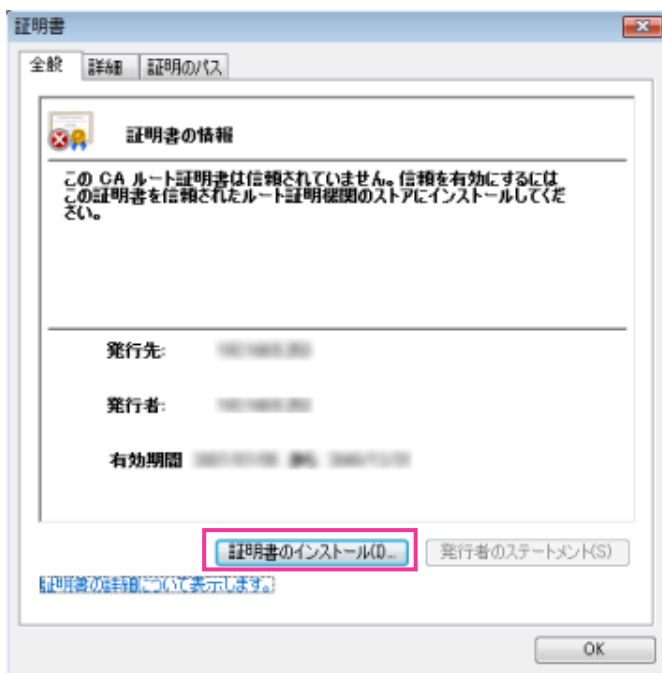 証明書
全般 詳細 証明のパス
証明書の情報
この CA ルート証明書は信頼されていません。信頼を有効にするには
この証明書を信頼されたルート証明機関のストアにインストールしてくだ
さい。
発行先:
発行者:
有効期間
証明書のインストール(I)... 発行者のステートメント(S)
証明書の詳細について表示します。
OK